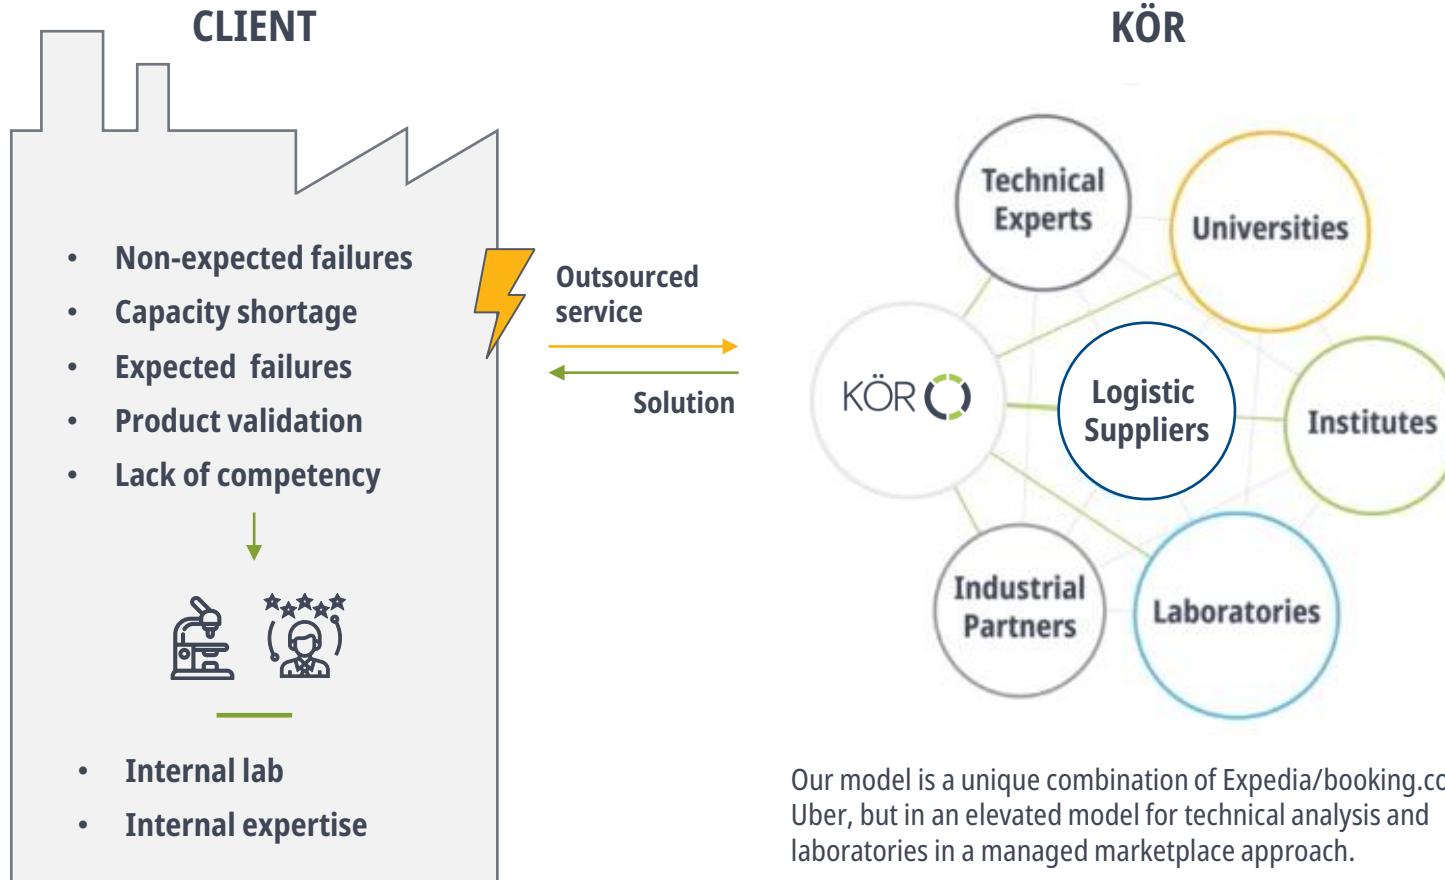 CLIENT
Non-expected failures
Capacity shortage
Expected failures
Product validation
Lack of competency
Internal lab
Internal expertise
Outsourced
service
Solution
KÖR
Technical
Experts
Universities
KÖR
Logistic
Suppliers
Institutes
Industrial
Partners
Laboratories
Our model is a unique combination of Expedia/booking.co
Uber, but in an elevated model for technical analysis and
laboratories in a managed marketplace approach.